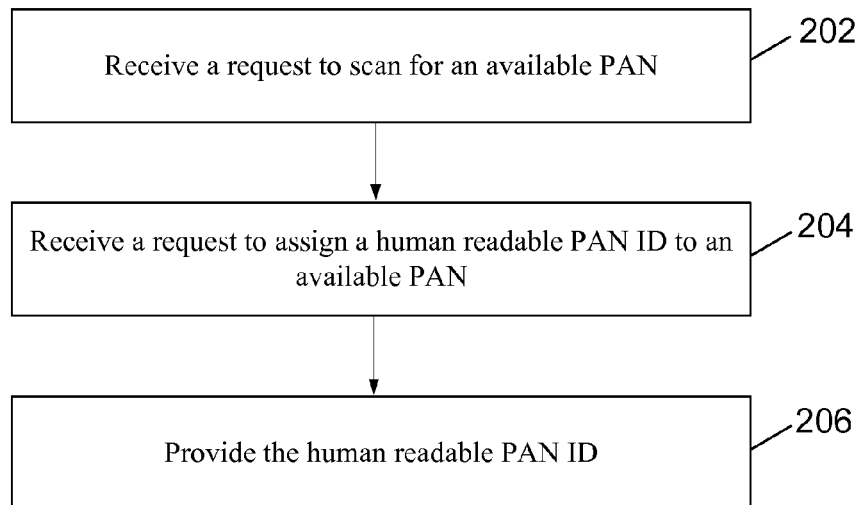 202
Receive a request to scan for an available PAN
204
Receive a request to assign a human readable PAN ID to an
available PAN
206
Provide the human readable PAN ID